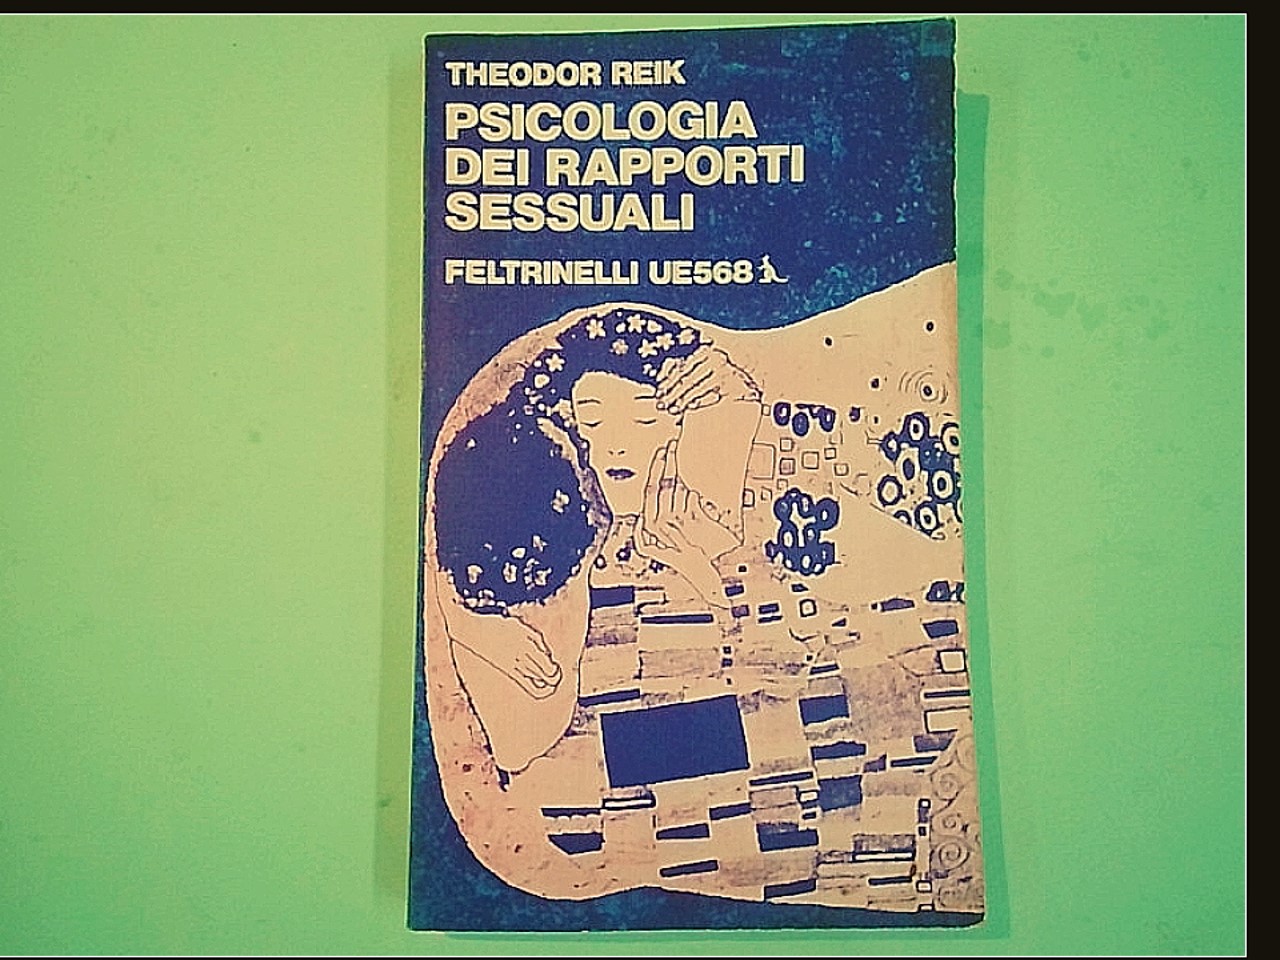 THEODOR REIK
PSICOLOGIA
DEI RAPPORTI
SESSUALI
FELTRINELLI UE568